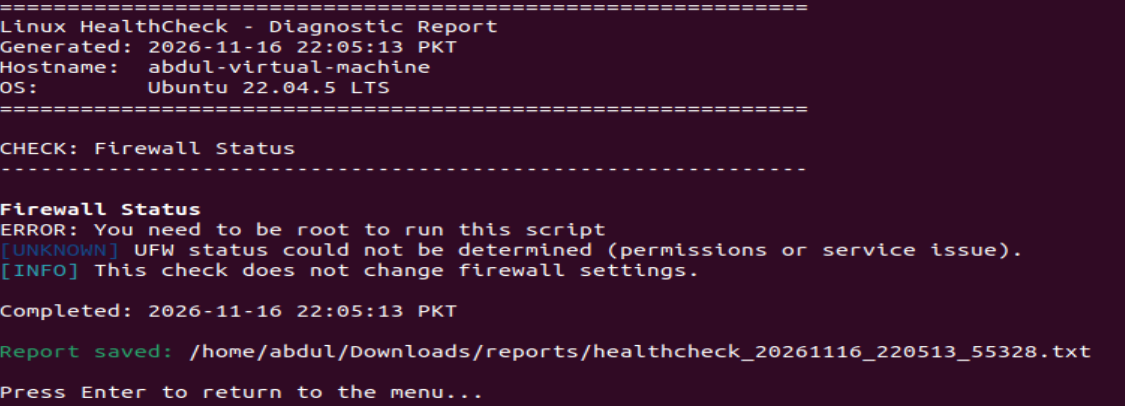 ============================================================
Linux HealthCheck - Diagnostic Report
Generated: 2026-11-16 22:05:13 PKT
Hostname:  abdul-virtual-machine
OS:        Ubuntu 22.04.5 LTS
============================================================
CHECK: Firewall Status
------------------------------------------------------------
Firewall Status
ERROR: You need to be root to run this script
[UNKNOWN] UFW status could not be determined (permissions or service issue).
[INFO] This check does not change firewall settings.
Completed: 2026-11-16 22:05:13 PKT
Report saved: /home/abdul/Downloads/reports/healthcheck_20261116_220513_55328.txt
Press Enter to return to the menu...